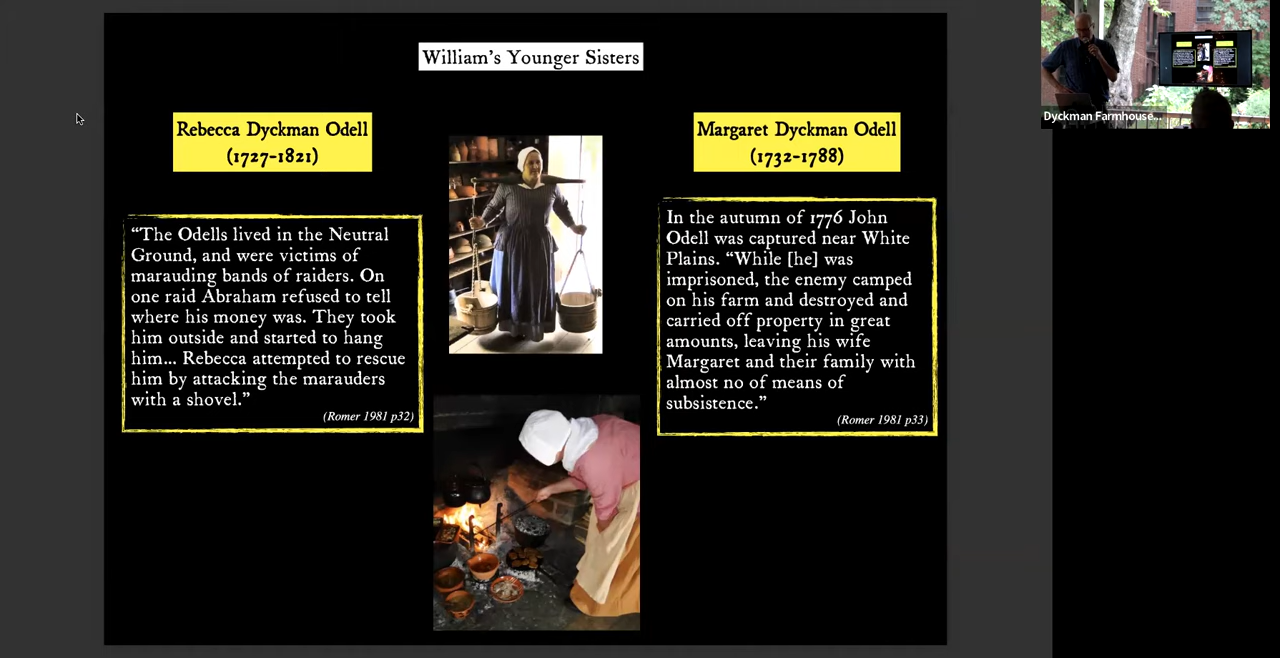 William's Younger Sisters
Rebecca Dyckman Odell
(1727-1821)
"The Odells lived in the Neutral
Ground, and were victims of
marauding bands of raiders. On
one raid Abraham refused to tell
where his money was. They took
him outside and started to hang
him... Rebecca attempted to rescue
him by attacking the marauders
with a shovel."
(Romer 1981 p32)
Margaret Dyckman Odell
(1732-1788)
In the autumn of 1776 John
Odell was captured near White
Plains. "While [he] was
imprisoned, the enemy camped
on his farm and destroyed and
carried off property in great
amounts, leaving his wife
Margaret and their family with
almost no of means of
subsistence."
(Romer 1981 p33)
Dyckman Farmhouse...